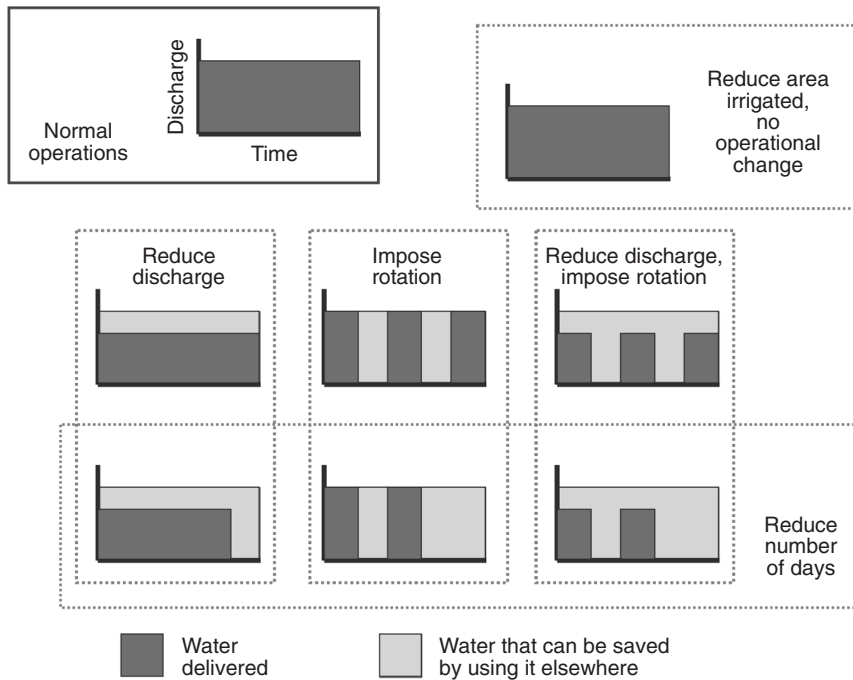 Normal
operations
Discharge
Time
Reduce area
irrigated,
no
operational
change
Reduce
discharge
Impose
rotation
Reduce discharge,
impose rotation
Reduce
number
of days
Water
delivered
Water that can be saved
by using it elsewhere